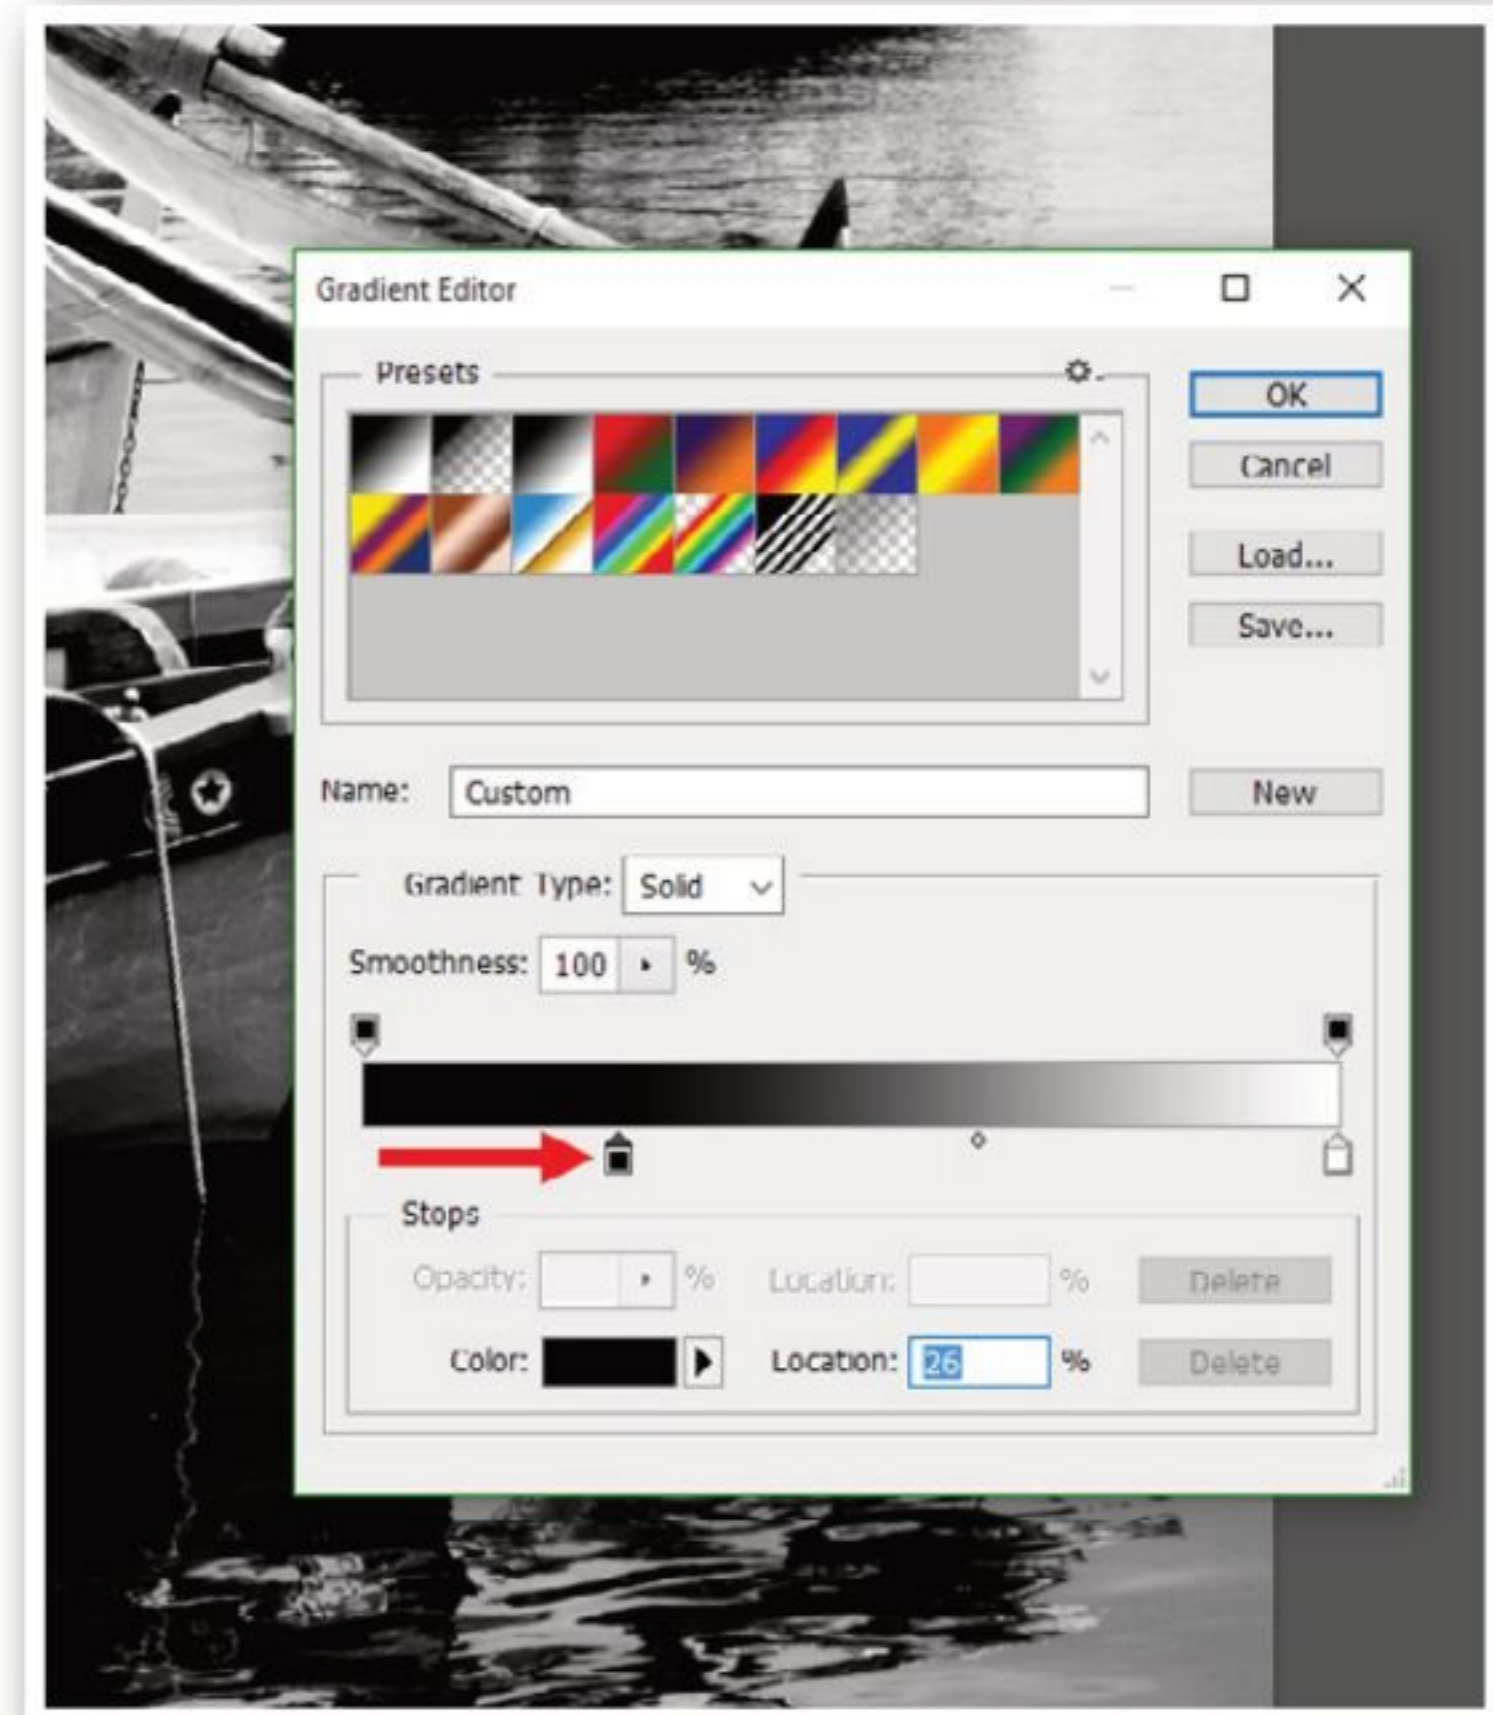 Gradient Editor
Presets
OK
Cancel
Load...
Save...
Name: Custom New
Gradient Type: Solid
Smoothness: 100 %
Stops
Opacity: % Location: % Delete
Color: Location: 26 % Delete